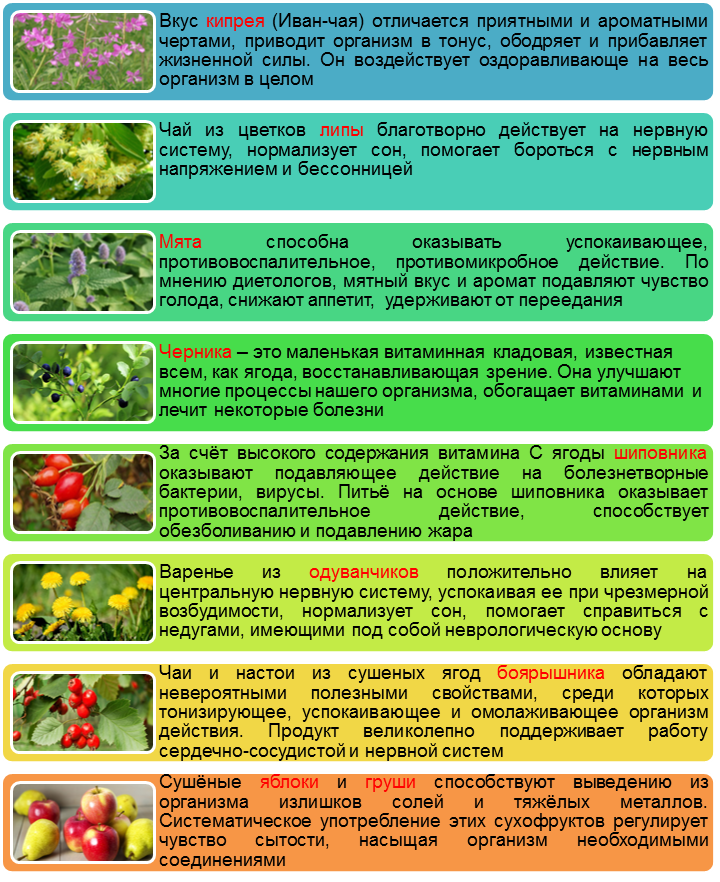 Вкус кипрея (Иван-чая) отличается приятными и ароматными
чертами, приводит организм в тонус, ободряет и прибавляет
жизненной силы. Он воздействует оздоравливающе на весь
организм в целом
Чай из цветков липы благотворно действует на нервную
систему, нормализует сон, помогает бороться с нервным
напряжением и бессонницей
Мята способна оказывать успокаивающее,
противовоспалительное, противомикробное действие. По
мнению диетологов, мятный вкус и аромат подавляют чувство
голода, снижают аппетит, удерживают от переедания
Черника – это маленькая витаминная кладовая, известная
всем, как ягода, восстанавливающая зрение. Она улучшают
многие процессы нашего организма, обогащает витаминами и
лечит некоторые болезни
За счёт высокого содержания витамина С ягоды шиповника
оказывают подавляющее действие на болезнетворные
бактерии, вирусы. Питьё на основе шиповника оказывает
противовоспалительное действие, способствует
обезболиванию и подавлению жара
Варенье из одуванчиков положительно влияет на
центральную нервную систему, успокаивая ее при чрезмерной
возбудимости, нормализует сон, помогает справиться с
недугами, имеющими под собой неврологическую основу
Чаи и настои из сушеных ягод боярышника обладают
невероятными полезными свойствами, среди которых
тонизирующее, успокаивающее и омолаживающее организм
действия. Продукт великолепно поддерживает работу
сердечно-сосудистой и нервной систем
Сушёные яблоки и груши способствуют выведению из
организма излишков солей и тяжёлых металлов.
Систематическое употребление этих сухофруктов регулирует
чувство сытости, насыщая организм необходимыми
соединениями